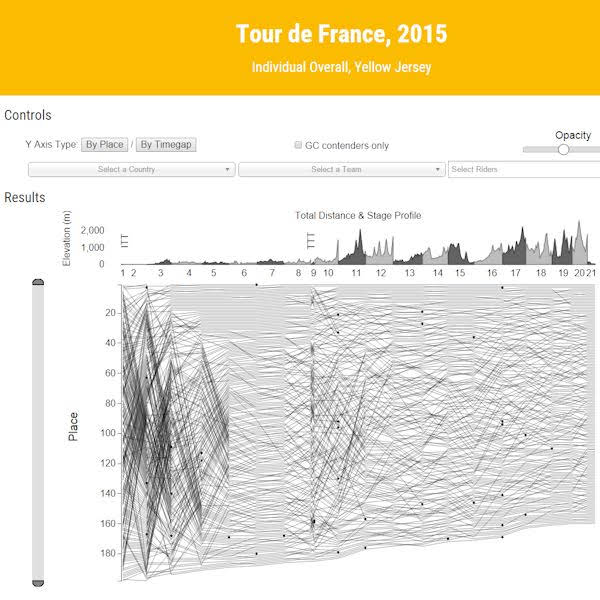 Tour de France, 2015
Individual Overall, Yellow Jersey
Controls
Y Axis Type: By Place / By Timegap
GC contenders only
Opacity
Select a Country
Select a Team
Select Riders
Results
Total Distance & Stage Profile
Elevation (m)
2,000
1,000
0
ITT
TTT
1 2 3 4 5 6 7 8 9 10 11 12 13 14 15 16 17 18 19 20 21
Place
20
40
60
80
100
120
140
160
180